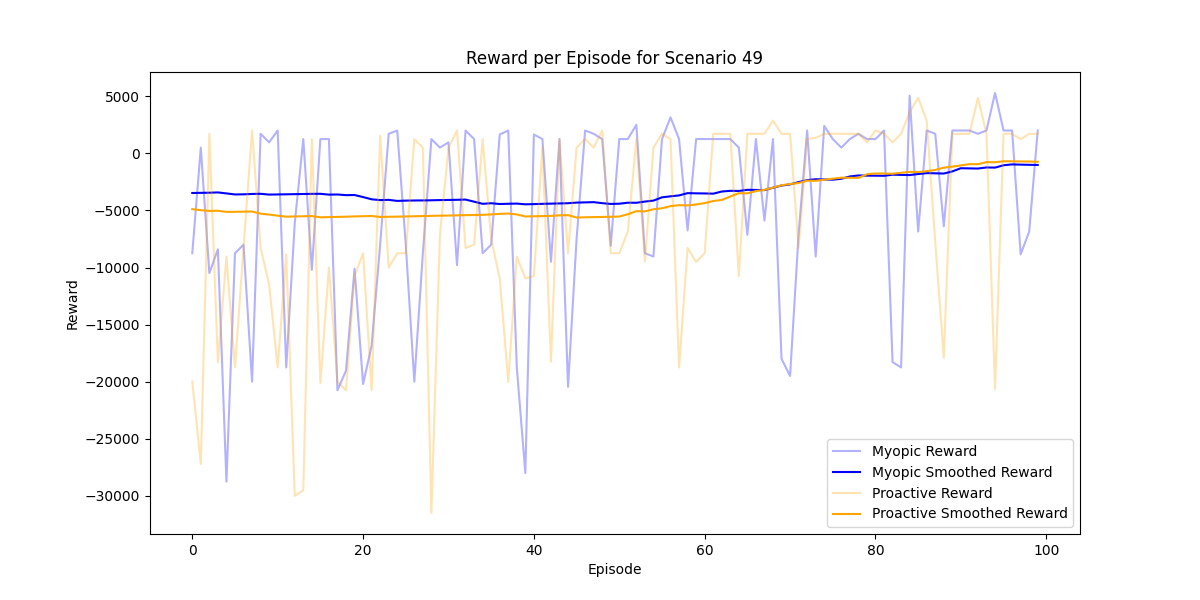 Reward per Episode for Scenario 49
5000
0
−5000
−10000
−15000
−20000
−25000
−30000
Reward
0
20
40
60
80
100
Episode
Myopic Reward
Myopic Smoothed Reward
Proactive Reward
Proactive Smoothed Reward